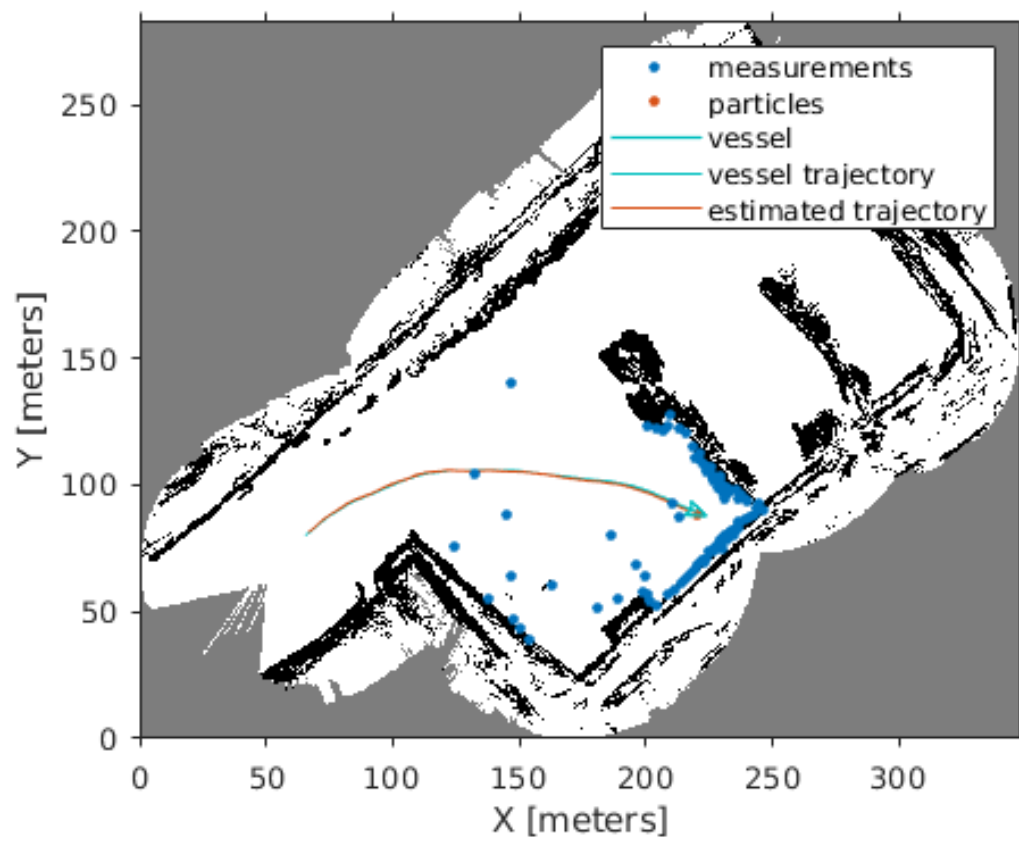 measurements
particles
vessel
vessel trajectory
estimated trajectory
Y [meters]
250
200
150
100
50
0
0 50 100 150 200 250 300
X [meters]